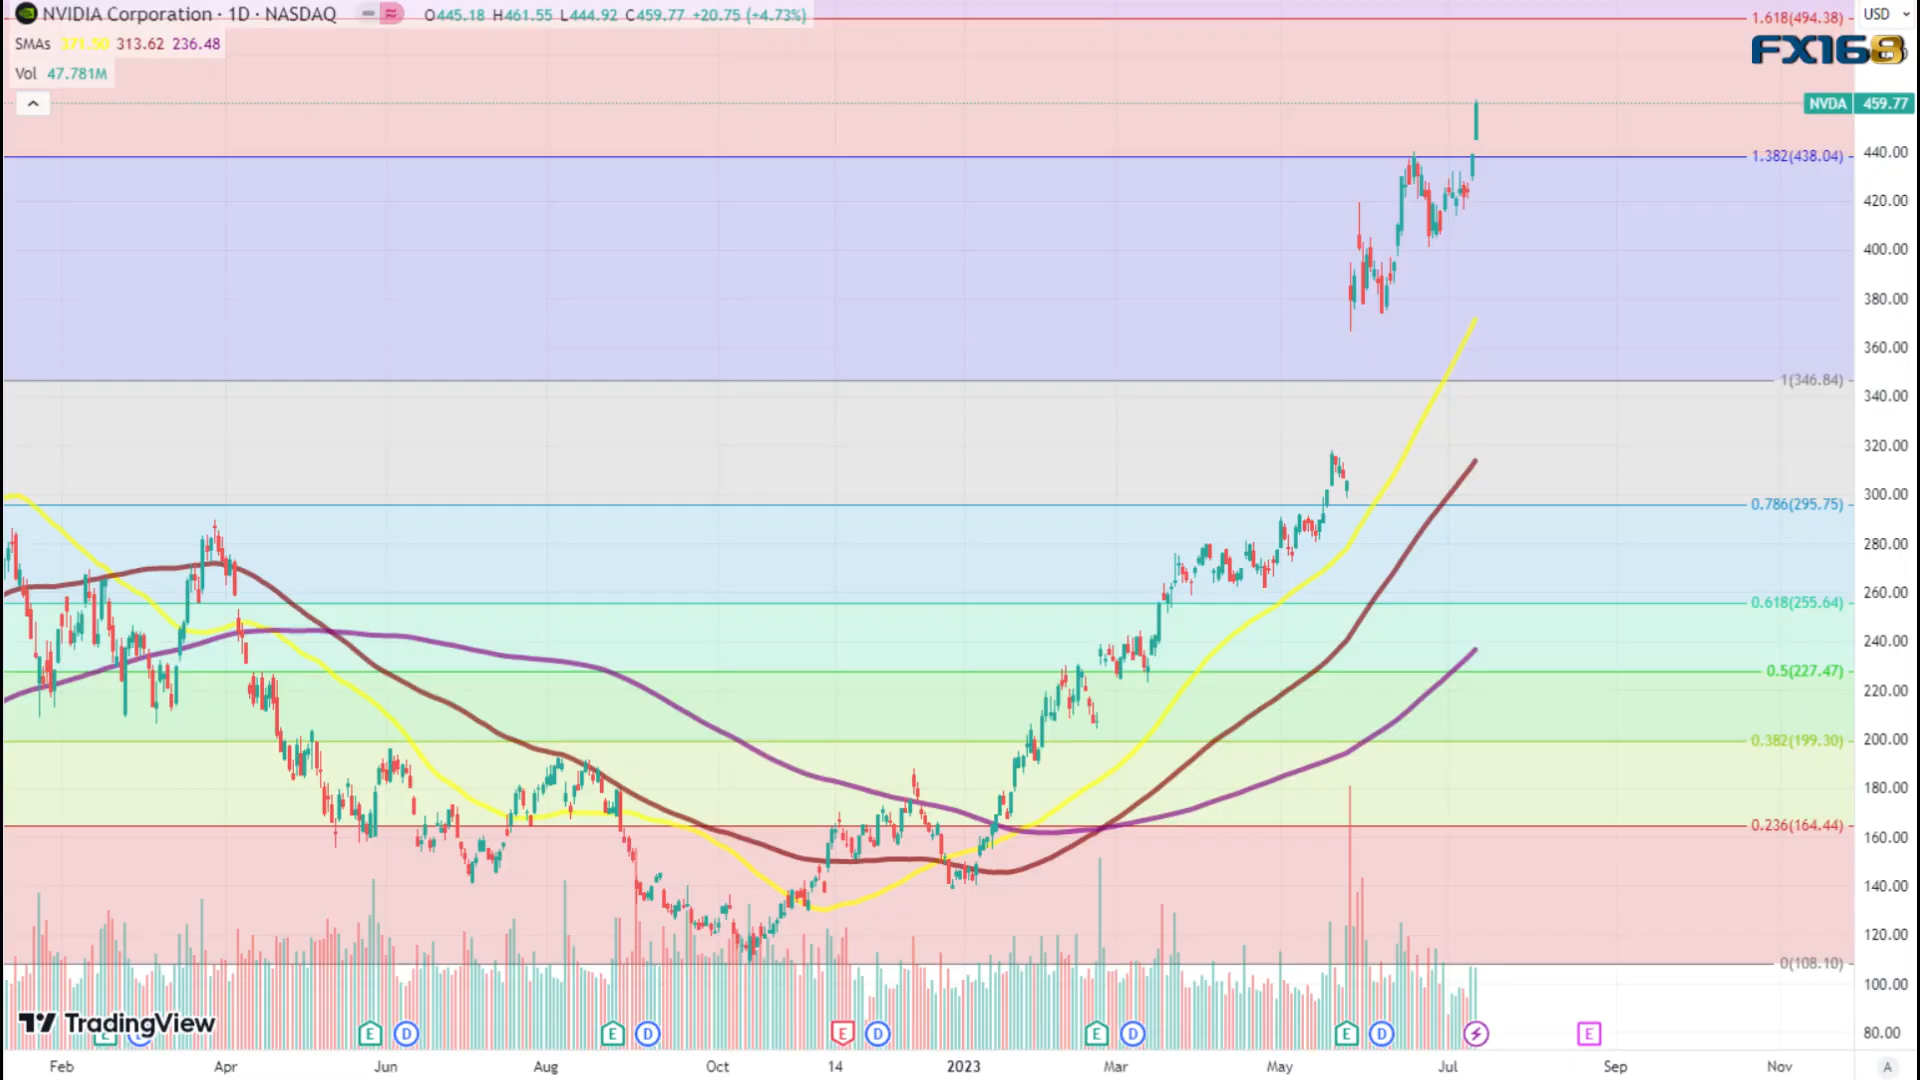 NVIDIA Corporation · 1D · NASDAQ
O445.18 H461.55 L444.92 C459.77 +20.75 (+4.73%)
USD
SMAs 371.50 313.62 236.48
FX168
Vol 47.781M
1.618(494.38)
NVDA 459.77
1.382(438.04)
440.00
420.00
400.00
380.00
360.00
1(346.84)
340.00
320.00
300.00
0.786(295.75)
280.00
0.618(255.64)
260.00
240.00
0.5(227.47)
220.00
0.382(199.30)
200.00
180.00
0.236(164.44)
160.00
140.00
120.00
0(108.10)
100.00
80.00
TradingView
E D E D E D E D E D E D E
Feb Apr Jun Aug Oct 14 2023 Mar May Jul Sep Nov
A